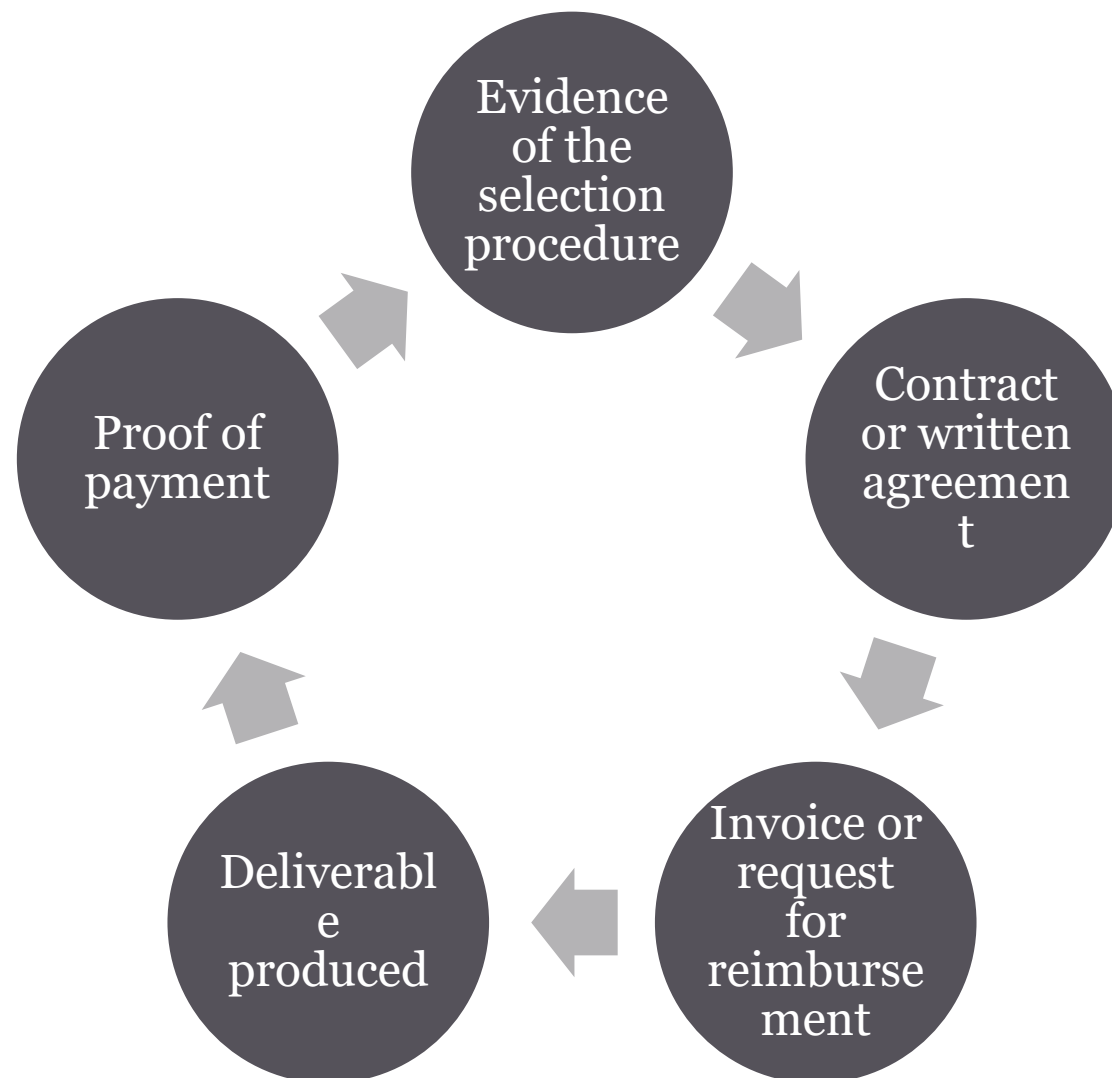 Evidence
of the
selection
procedure
Contract
or written
agreemen
t
Invoice or
request
for
reimburse
ment
Deliverabl
e
produced
Proof of
payment